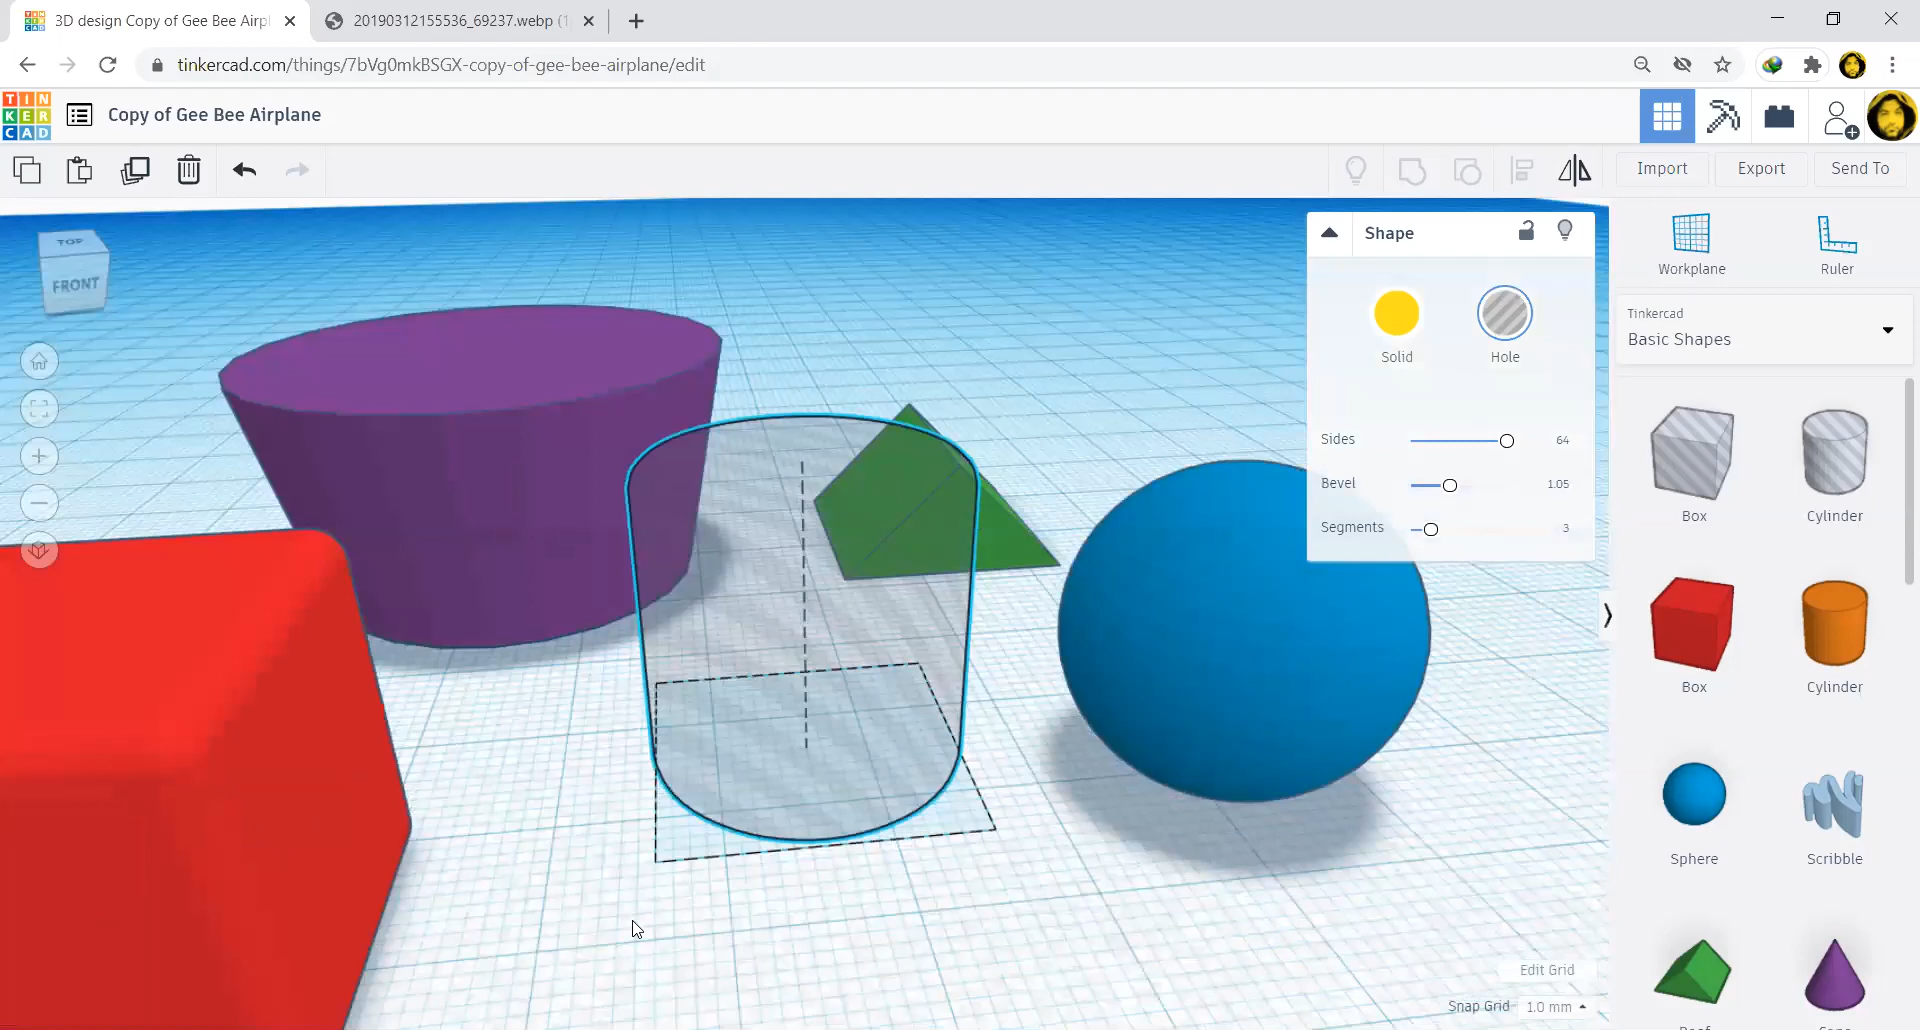 3D design Copy of Gee Bee Airpl
20190312155536_69237.webp (1
tinkercad.com/things/7bVg0mkBSGX-copy-of-gee-bee-airplane/edit
TIN
KER
CAD
Copy of Gee Bee Airplane
Import
Export
Send To
TOP
FRONT
Shape
Solid
Hole
Sides
64
Bevel
1.05
Segments
3
Workplane
Ruler
Tinkercad
Basic Shapes
Box
Cylinder
Box
Cylinder
Sphere
Scribble
Edit Grid
Snap Grid
1.0 mm